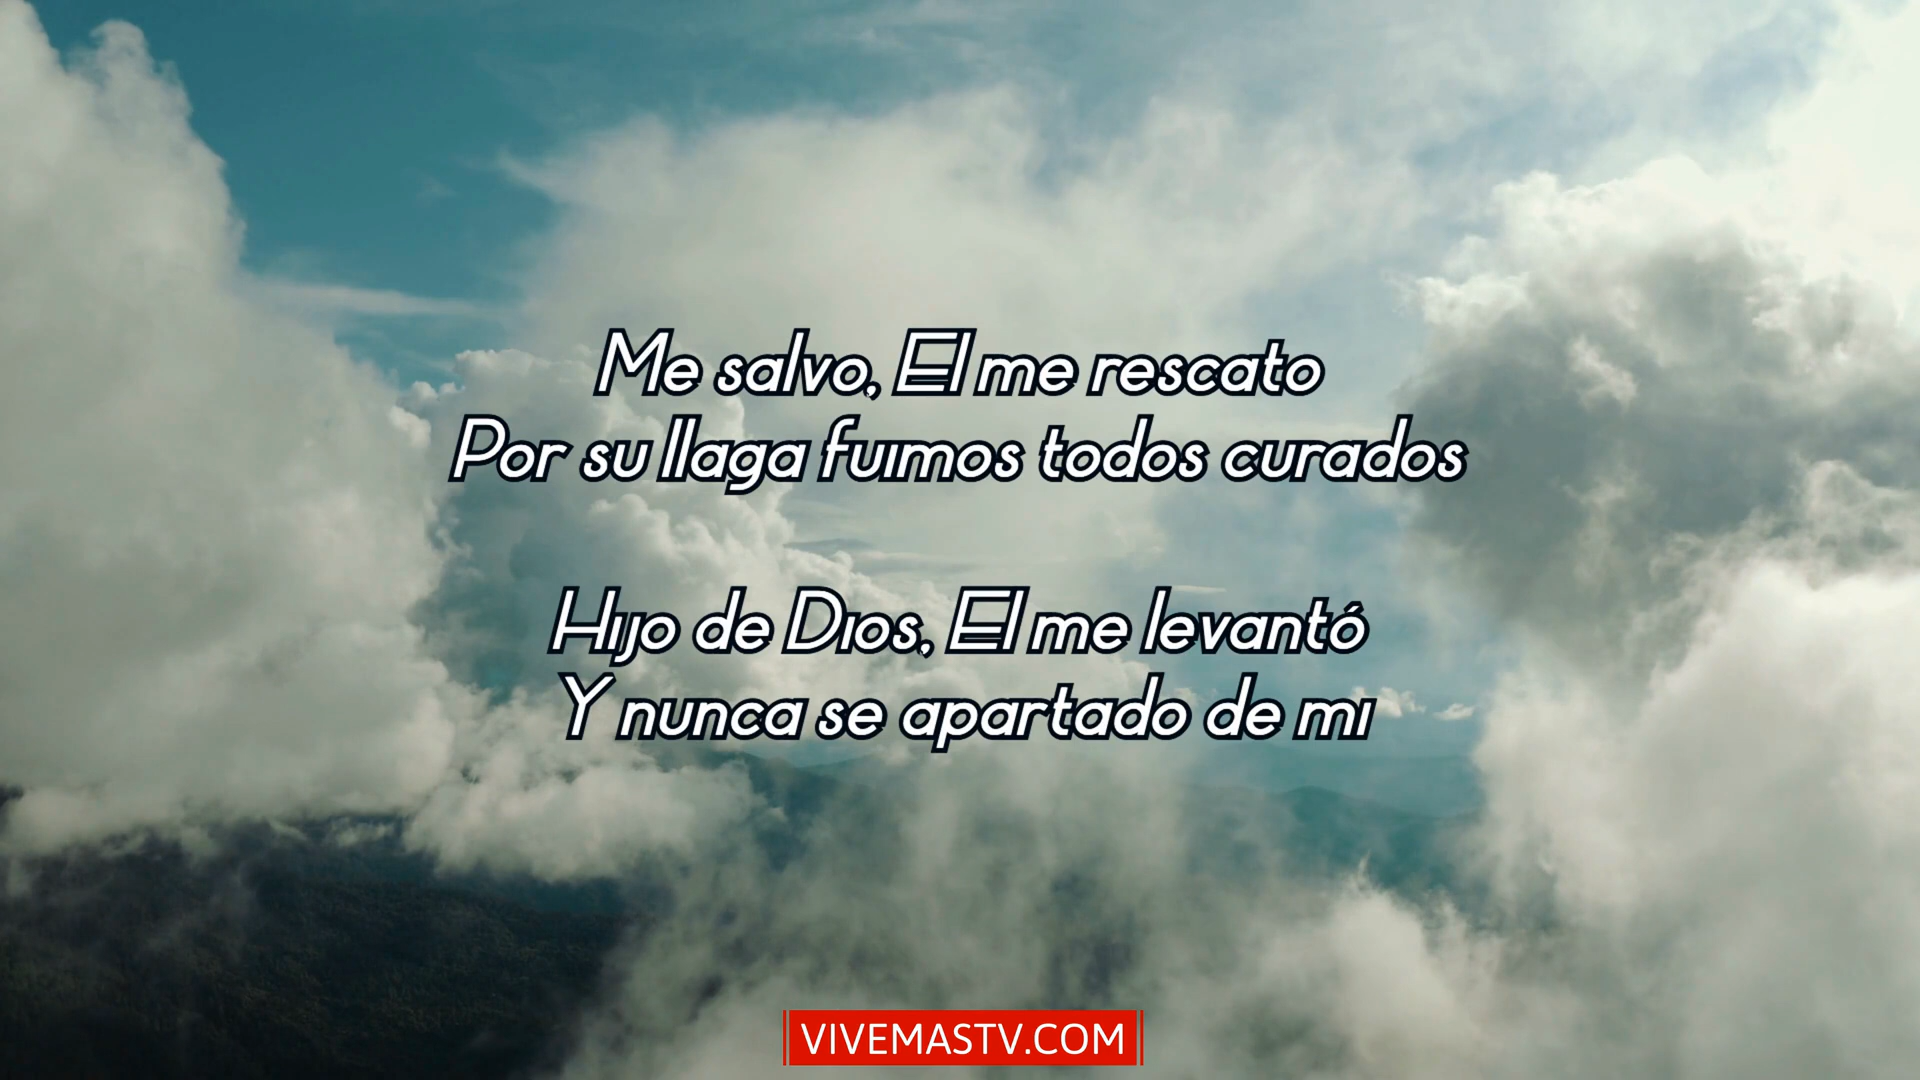 Me salvo, El me rescato
Por su llaga fuimos todos curados
Hijo de Dios, El me levantó
Y nunca se apartado de mi
VIVEMASTV.COM